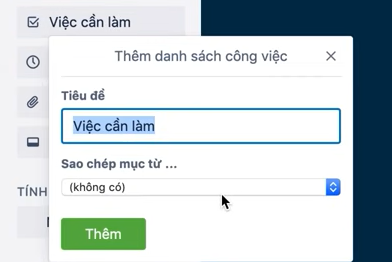 Việc cần làm
Thêm danh sách công việc
Tiêu đề
Việc cần làm
Sao chép mục từ ...
(không có)
TÍNH
Thêm